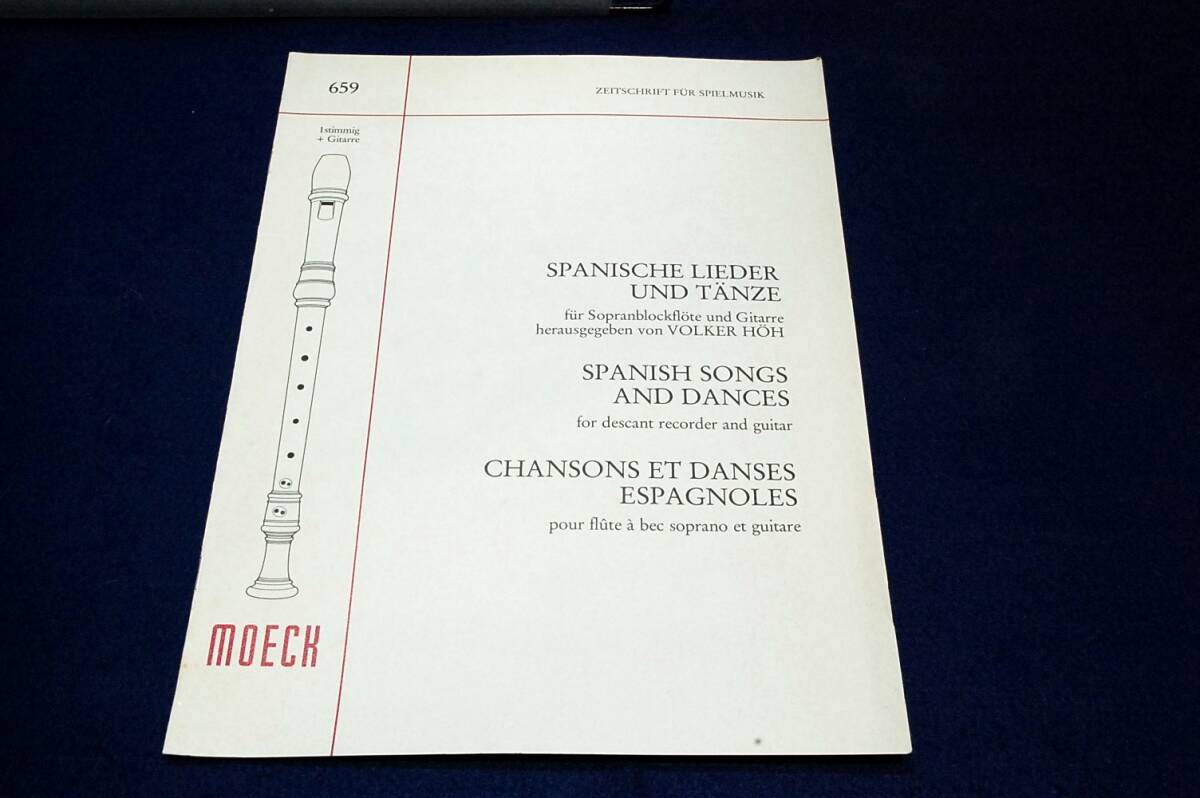 659
ZEITSCHRIFT FÜR SPIELMUSIK
1stimmig
+ Gitarre
SPANISCHE LIEDER
UND TÄNZE
für Sopranblockflöte und Gitarre
herausgegeben von VOLKER HÖH
SPANISH SONGS
AND DANCES
for descant recorder and guitar
CHANSONS ET DANSES
ESPAGNOLES
pour flûte à bec soprano et guitare
MOECK